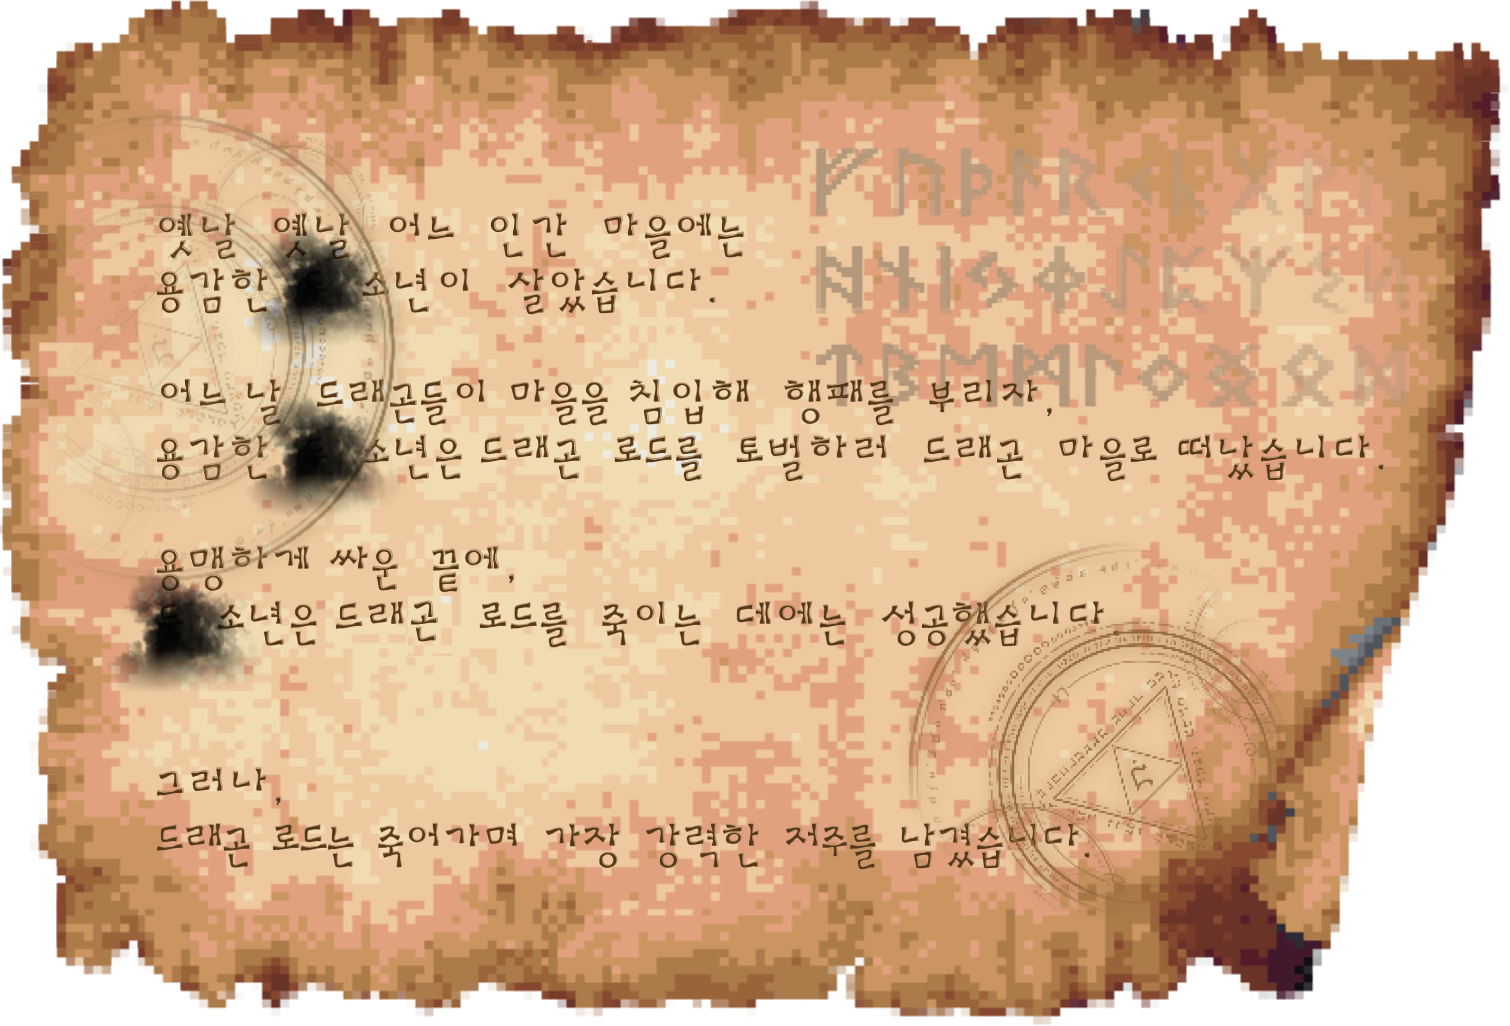 ᚠᚢᚦᚨᚱᚲᚷᚹ
옛날 옛날 어느 인간 마을에는
ᚺᚾᛁᛃᛇᛈᛉᛊ
용감한 소년이 살았습니다.
ᛏᛒᛖᛗᛚᛜᛟᛞ
어느 날 드래곤들이 마을을 침입해 행패를 부리자,
용감한 소년은 드래곤 로드를 토벌하러 드래곤 마을로 떠났습니다.
용맹하게 싸운 끝에,
소년은 드래곤 로드를 죽이는 데에는 성공했습니다
그러나,
드래곤 로드는 죽어가며 가장 강력한 저주를 남겼습니다.